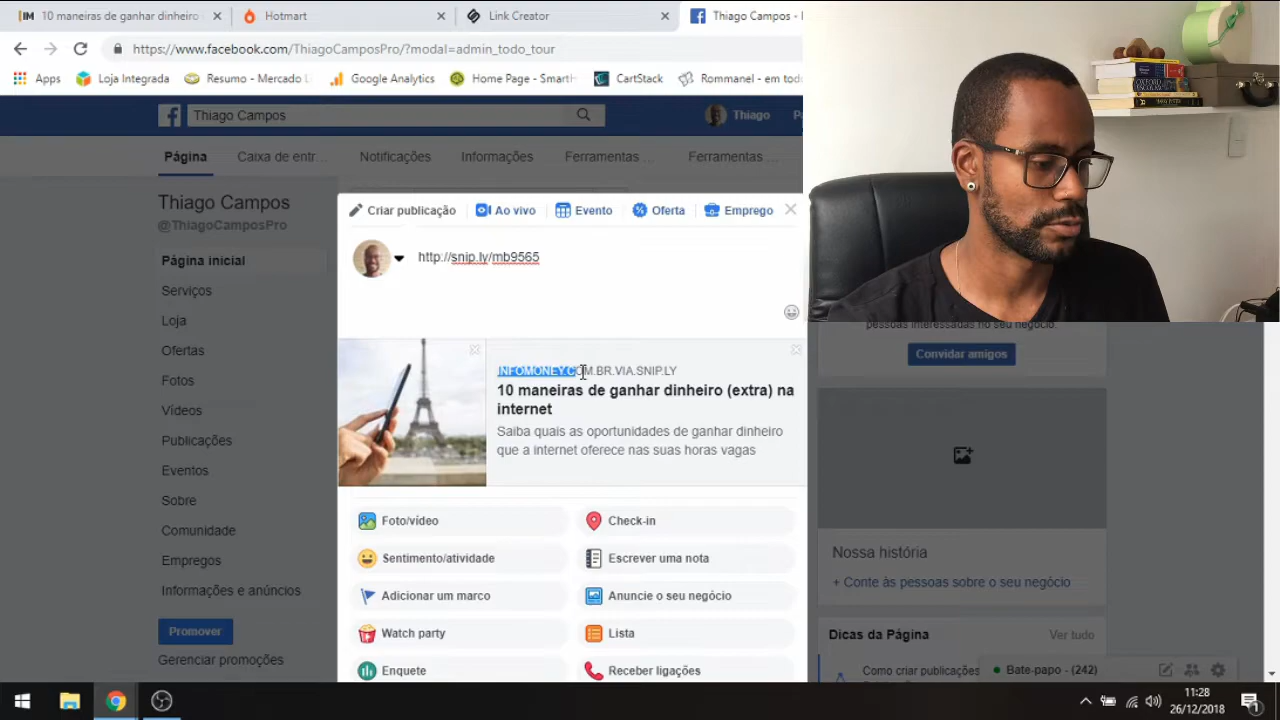 10 maneiras de ganhar dinheiro
Hotmart
Link Creator
Thiago Campos -
https://www.facebook.com/ThiagoCamposPro/?modal=admin_todo_tour
Apps
Loja Integrada
Resumo - Mercado L
Google Analytics
Home Page - Smart
CartStack
Rommanel - em tod
Thiago Campos
Thiago
Página
Caixa de entr...
Notificações
Informações
Ferramentas ...
Ferramentas ...
Thiago Campos
@ThiagoCamposPro
Criar publicação
Ao vivo
Evento
Oferta
Emprego
http://snip.ly/mb9565
Página inicial
Serviços
Loja
Ofertas
Fotos
Vídeos
Publicações
Eventos
Sobre
Comunidade
Empregos
Informações e anúncios
Promover
Gerenciar promoções
INFOMONEY.COM.BR.VIA.SNIP.LY
10 maneiras de ganhar dinheiro (extra) na
internet
Saiba quais as oportunidades de ganhar dinheiro
que a internet oferece nas suas horas vagas
Foto/vídeo
Check-in
Sentimento/atividade
Escrever uma nota
Adicionar um marco
Anuncie o seu negócio
Watch party
Lista
Enquete
Receber ligações
pessoas interessadas no seu negócio.
Convidar amigos
Nossa história
+ Conte às pessoas sobre o seu negócio
Dicas da Página
Ver tudo
Como criar publicações
Bate-papo - (242)
11:28
26/12/2018